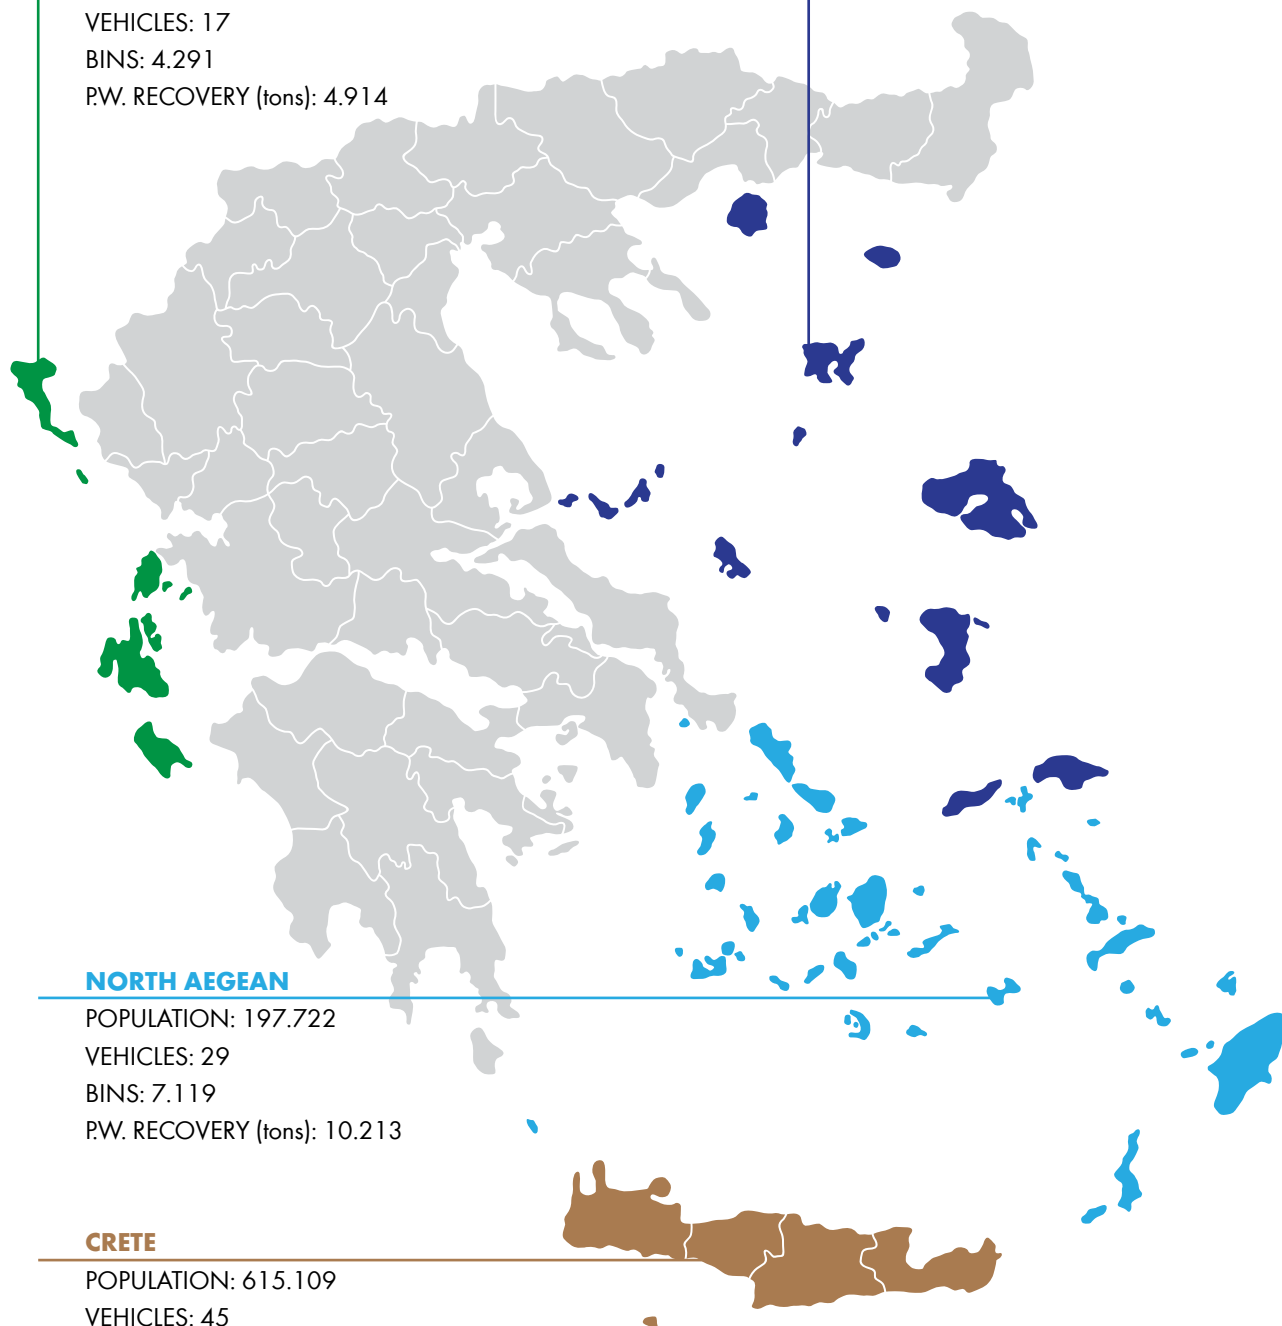 VEHICLES: 17
BINS: 4.291
P.W. RECOVERY (tons): 4.914
NORTH AEGEAN
POPULATION: 197.722
VEHICLES: 29
BINS: 7.119
P.W. RECOVERY (tons): 10.213
CRETE
POPULATION: 615.109
VEHICLES: 45